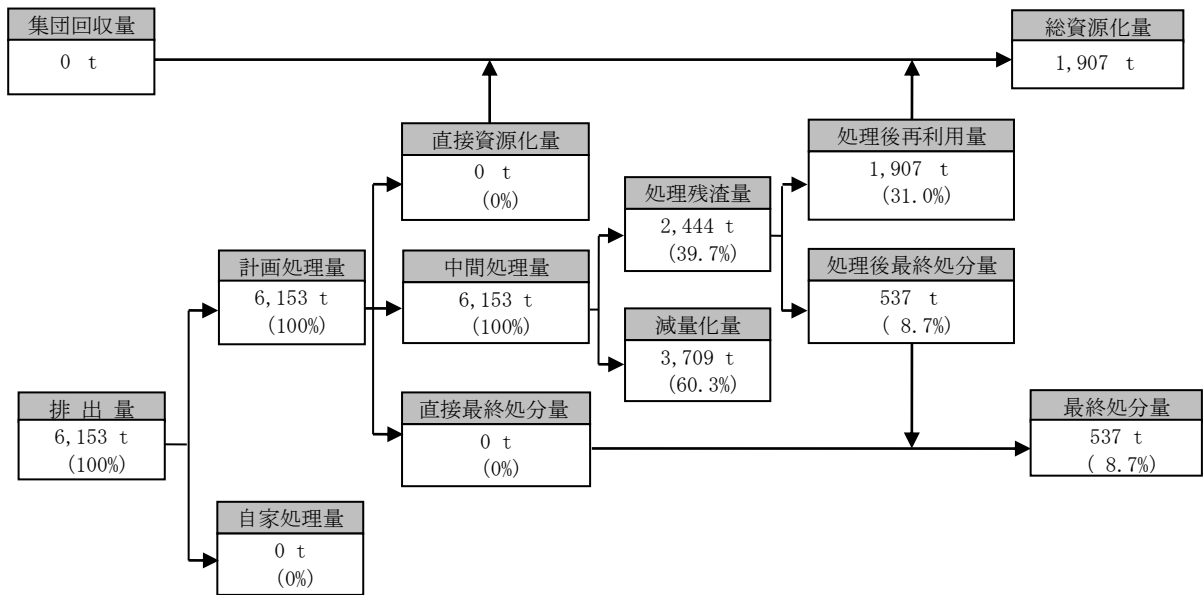 集団回収量
0 t
総資源化量
1,907 t
直接資源化量
0 t
(0%)
処理後再利用量
1,907 t
(31.0%)
処理残渣量
2,444 t
(39.7%)
計画処理量
6,153 t
(100%)
中間処理量
6,153 t
(100%)
処理後最終処分量
537 t
( 8.7%)
減量化量
3,709 t
(60.3%)
排 出 量
6,153 t
(100%)
直接最終処分量
0 t
(0%)
最終処分量
537 t
( 8.7%)
自家処理量
0 t
(0%)